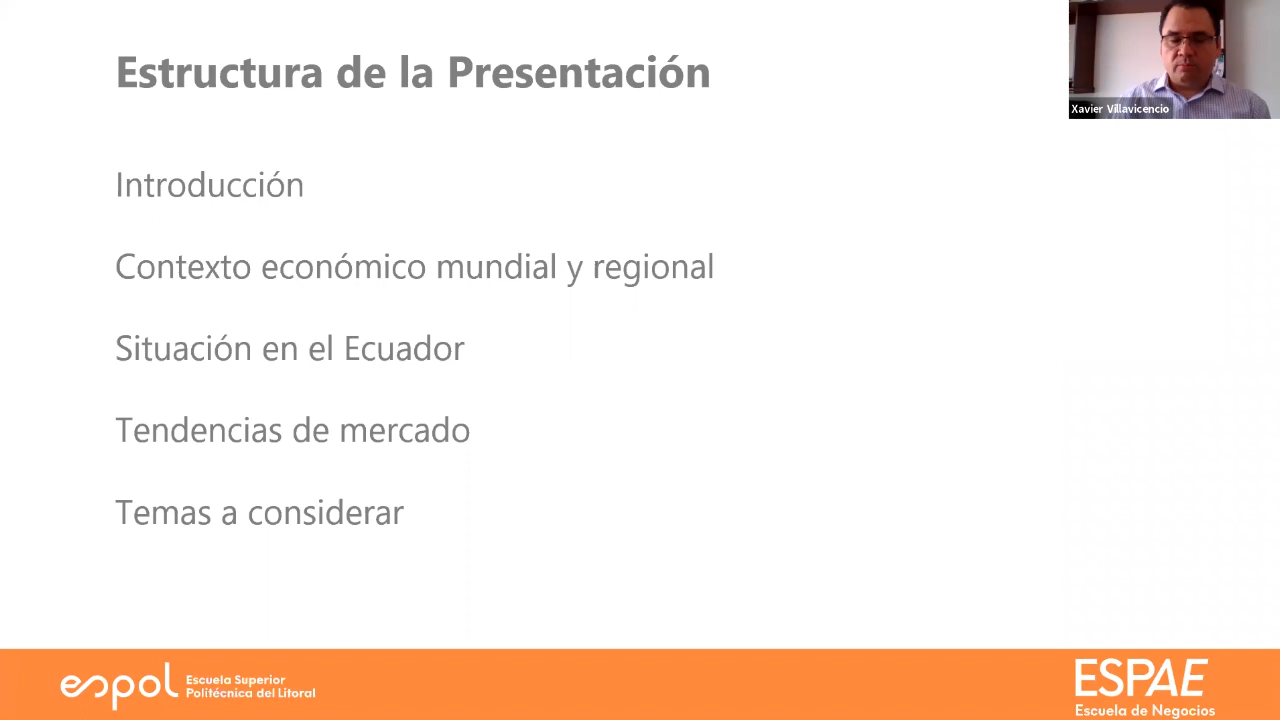 Estructura de la Presentación
Xavier Villavicencio
Introducción
Contexto económico mundial y regional
Situación en el Ecuador
Tendencias de mercado
Temas a considerar
espol
Escuela Superior
Politécnica del Litoral
ESPAE
Escuela de Negocios